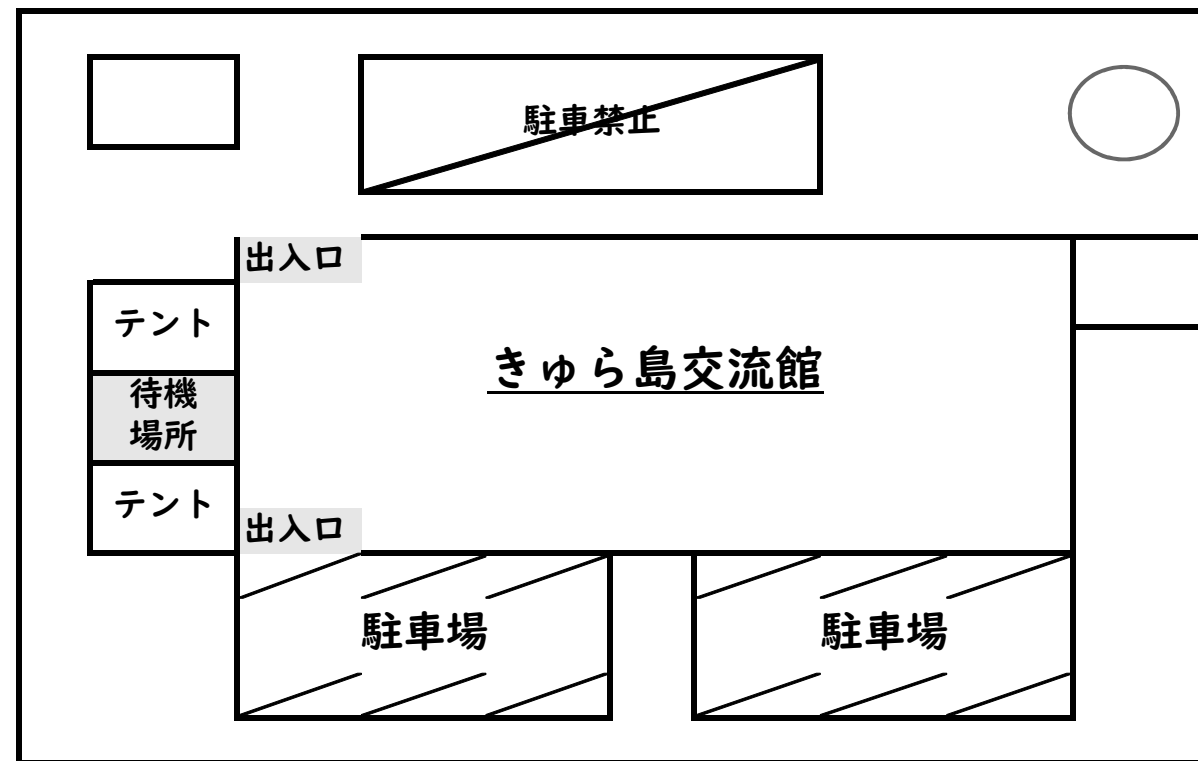 駐車禁止
出入口
テント
きゅら島交流館
待機
場所
テント
出入口
駐車場
駐車場